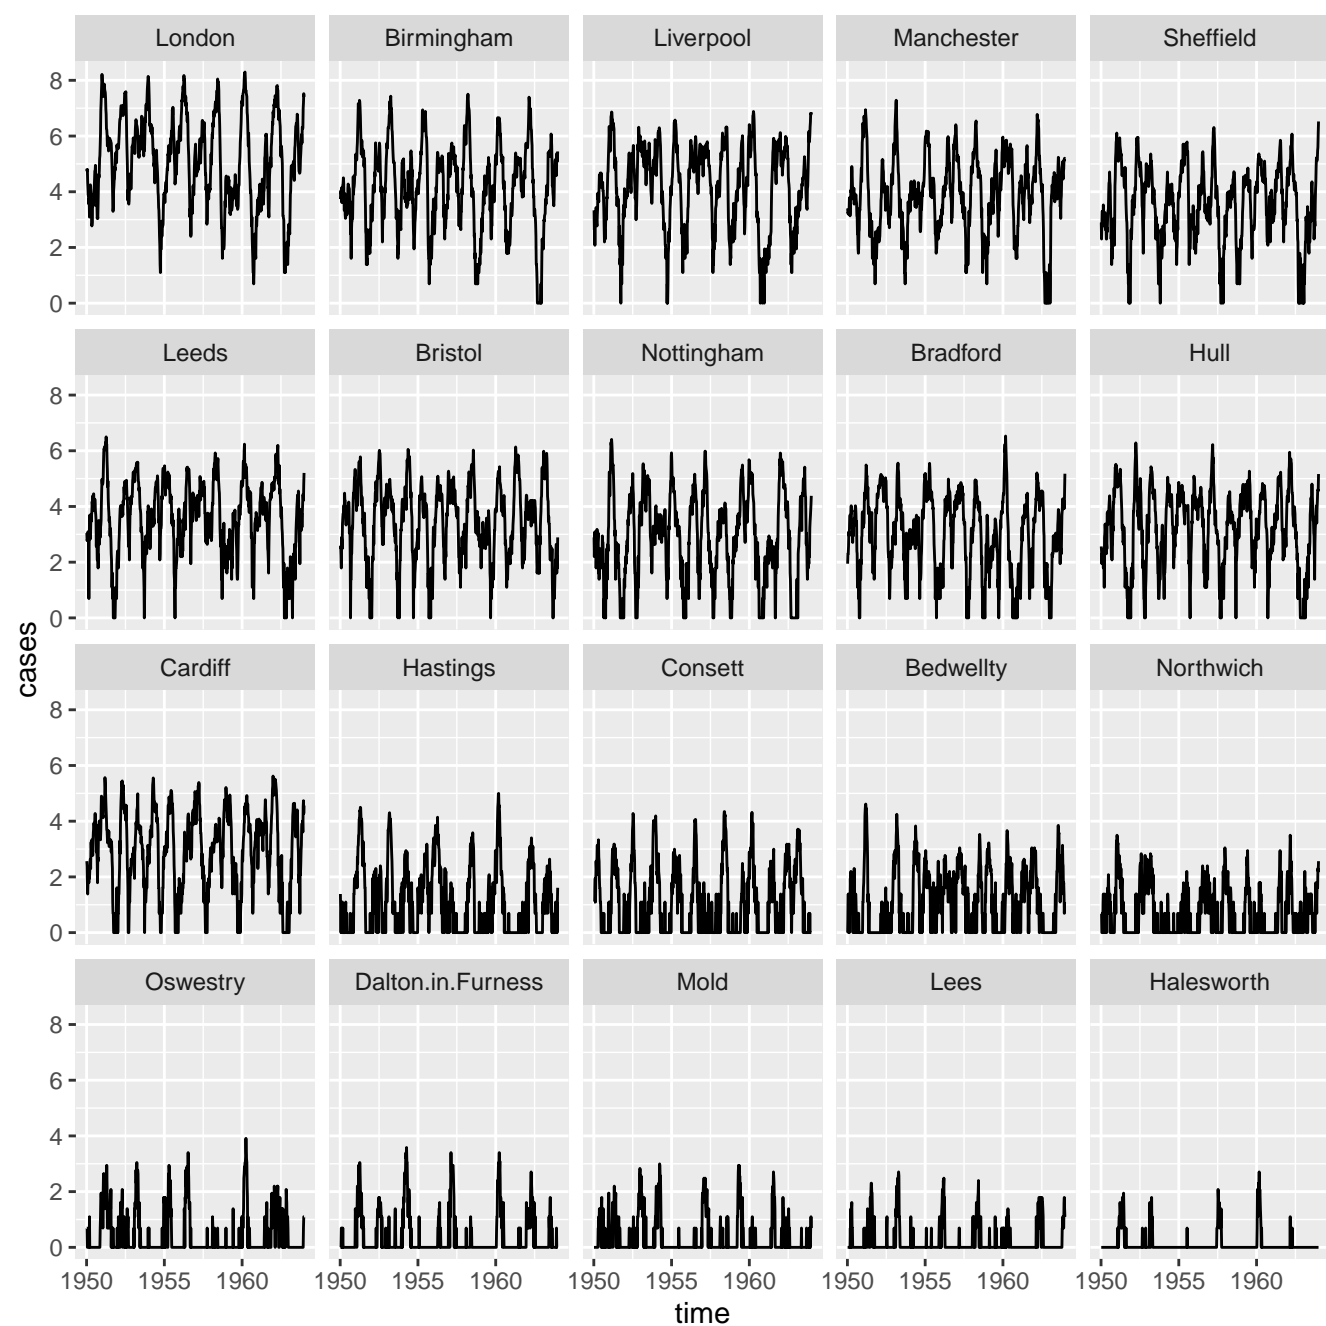 London Birmingham Liverpool Manchester Sheffield
8
6
4
2
0
Leeds Bristol Nottingham Bradford Hull
8
6
4
2
0
cases
Cardiff Hastings Consett Bedwellty Northwich
8
6
4
2
0
Oswestry Dalton.in.Furness Mold Lees Halesworth
8
6
4
2
0
1950 1955 1960 1950 1955 1960 1950 1955 1960 1950 1955 1960 1950 1955 1960
time